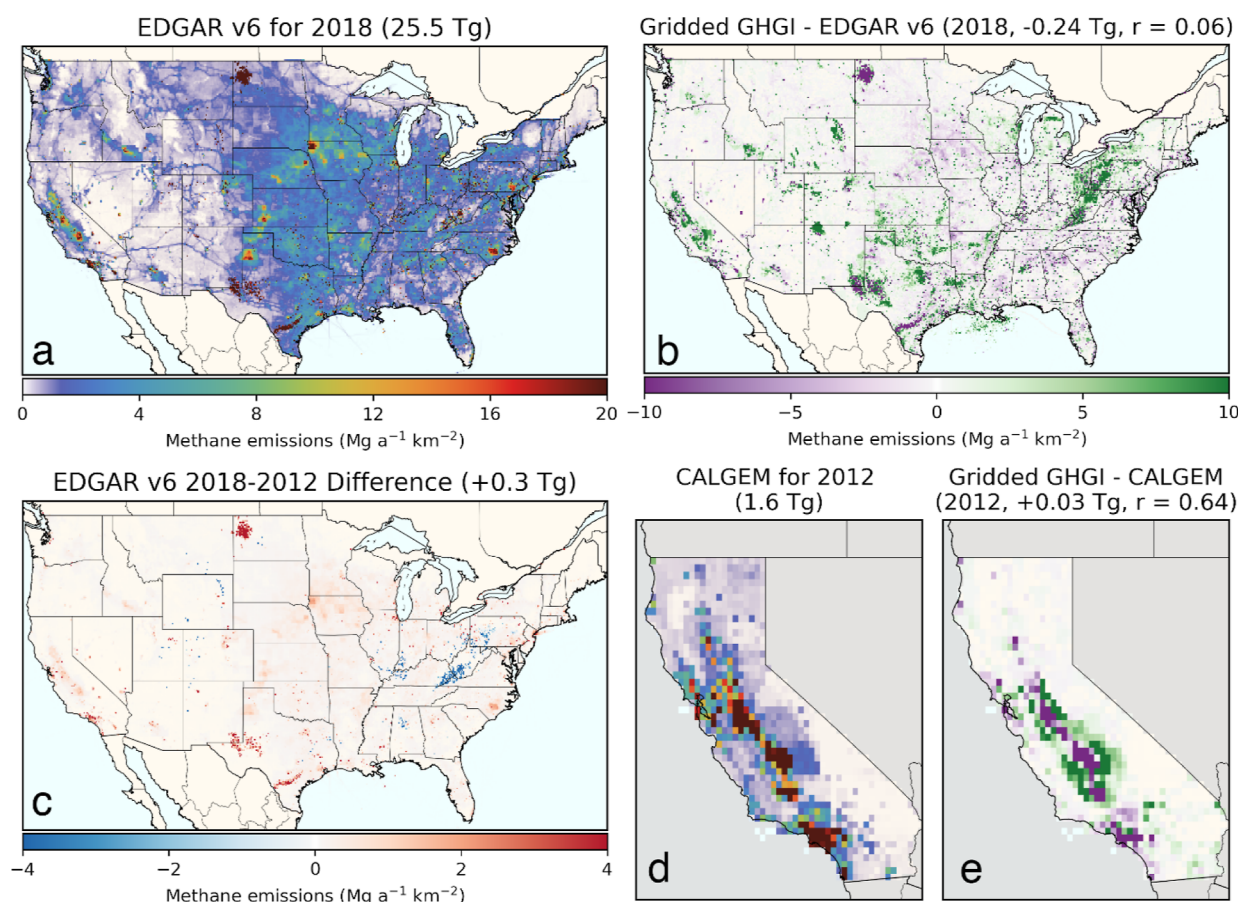 EDGAR v6 for 2018 (25.5 Tg)
a
0 4 8 12 16 20
Methane emissions (Mg a⁻¹ km⁻²)
Gridded GHGI - EDGAR v6 (2018, -0.24 Tg, r = 0.06)
b
−10 −5 0 5 10
Methane emissions (Mg a⁻¹ km⁻²)
EDGAR v6 2018-2012 Difference (+0.3 Tg)
c
−4 −2 0 2 4
Methane emissions (Mg a⁻¹ km⁻²)
CALGEM for 2012
(1.6 Tg)
d
Gridded GHGI - CALGEM
(2012, +0.03 Tg, r = 0.64)
e